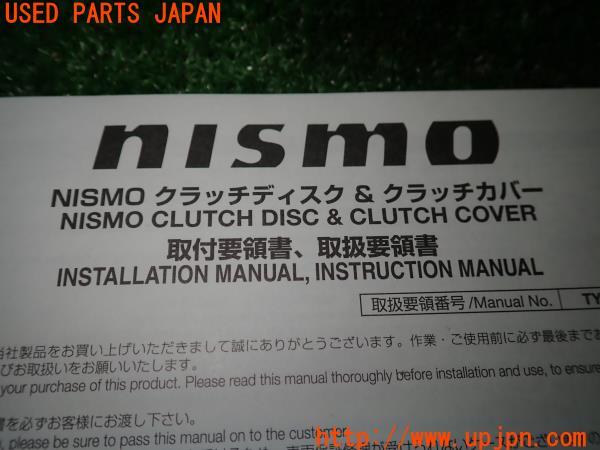 USED PARTS JAPAN
nismo
NISMO クラッチディスク & クラッチカバー
NISMO CLUTCH DISC & CLUTCH COVER
取付要領書、取扱要領書
INSTALLATION MANUAL, INSTRUCTION MANUAL
取扱要領番号/Manual No. TY
当社製品をお買い上げいただきまして誠にありがとうございます。作業・ご使用前に必ず最後までお
びお取扱いをお願いいたします。
your purchase of this product. Please read this manual thoroughly before installation and use, to ensure
書を必ずお客様にお渡し下さい。
please be sure to pass this manual on to the customer.
http://www.upjpn.com/